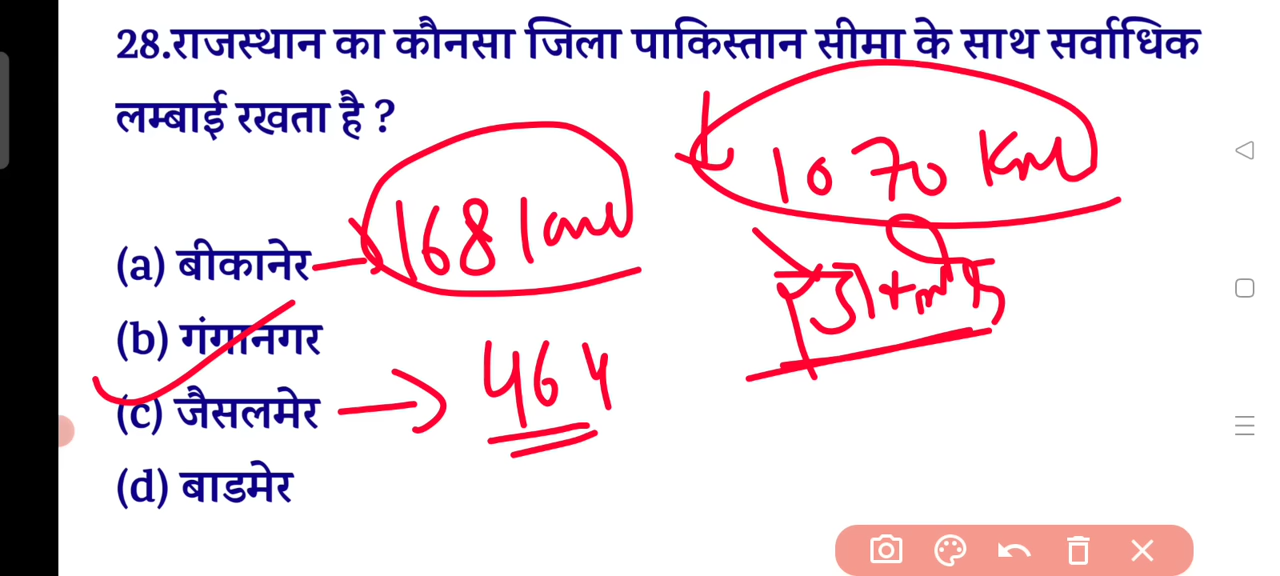 28.राजस्थान का कौनसा जिला पाकिस्तान सीमा के साथ सर्वाधिक
लम्बाई रखता है ?
1070 Km
(a) बीकानेर 168 km
(b) गंगानगर
(c) जैसलमेर 464
(d) बाडमेर